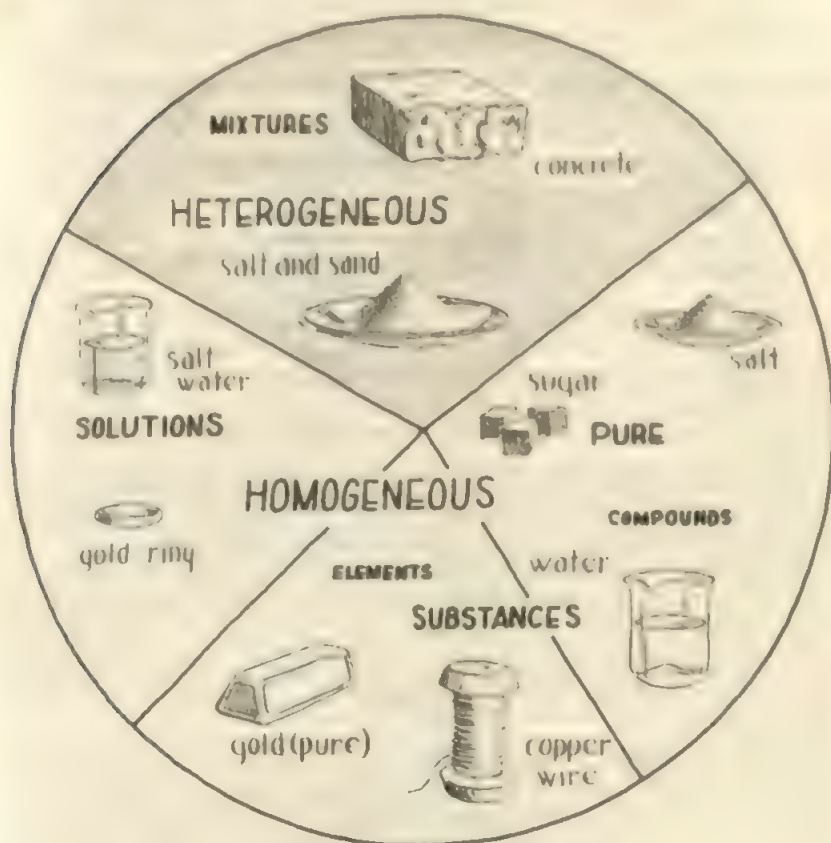 MIXTURES
concrete
HETEROGENEOUS
salt and sand
salt
water
SOLUTIONS
gold ring
salt
sugar
PURE
HOMOGENEOUS
COMPOUNDS
ELEMENTS
water
SUBSTANCES
gold (pure)
copper
wire